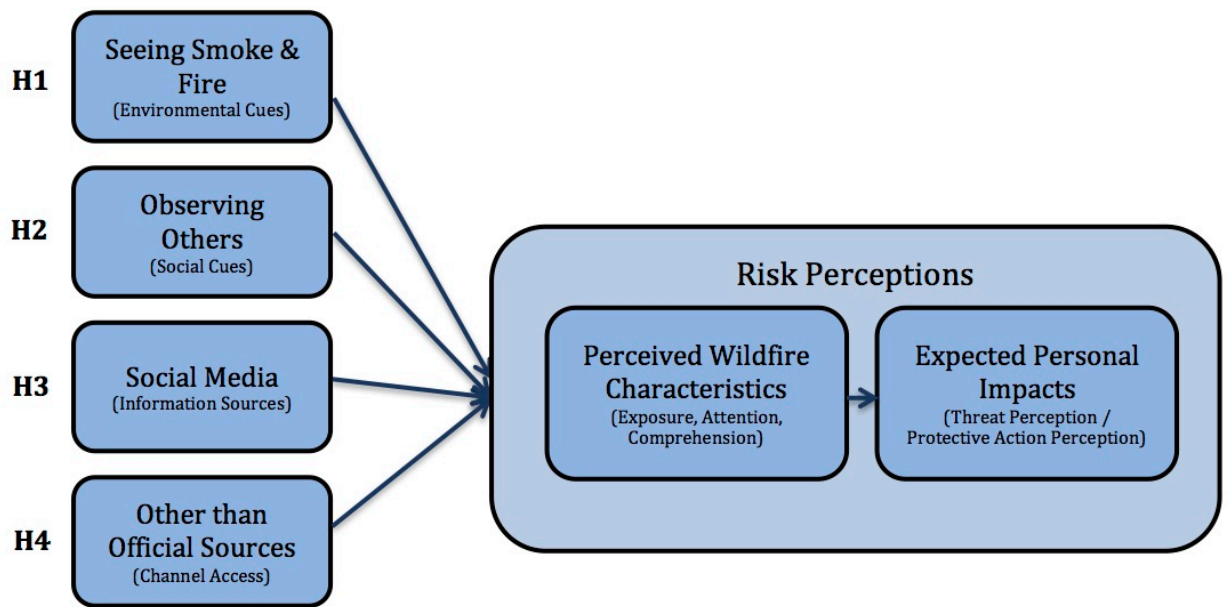 H1
Seeing Smoke &
Fire
(Environmental Cues)
H2
Observing
Others
(Social Cues)
H3
Social Media
(Information Sources)
H4
Other than
Official Sources
(Channel Access)
Risk Perceptions
Perceived Wildfire
Characteristics
(Exposure, Attention,
Comprehension)
Expected Personal
Impacts
(Threat Perception /
Protective Action Perception)